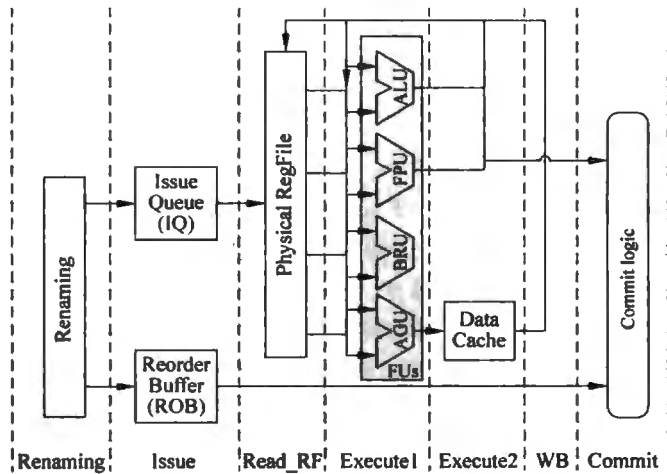 Renaming
Issue
Queue
(IQ)
Reorder
Buffer
(ROB)
Physical RegFile
ALU
FPU
BRU
AGU
FUs
Data
Cache
Commit logic
Renaming Issue Read_RF Execute1 Execute2 WB Commit